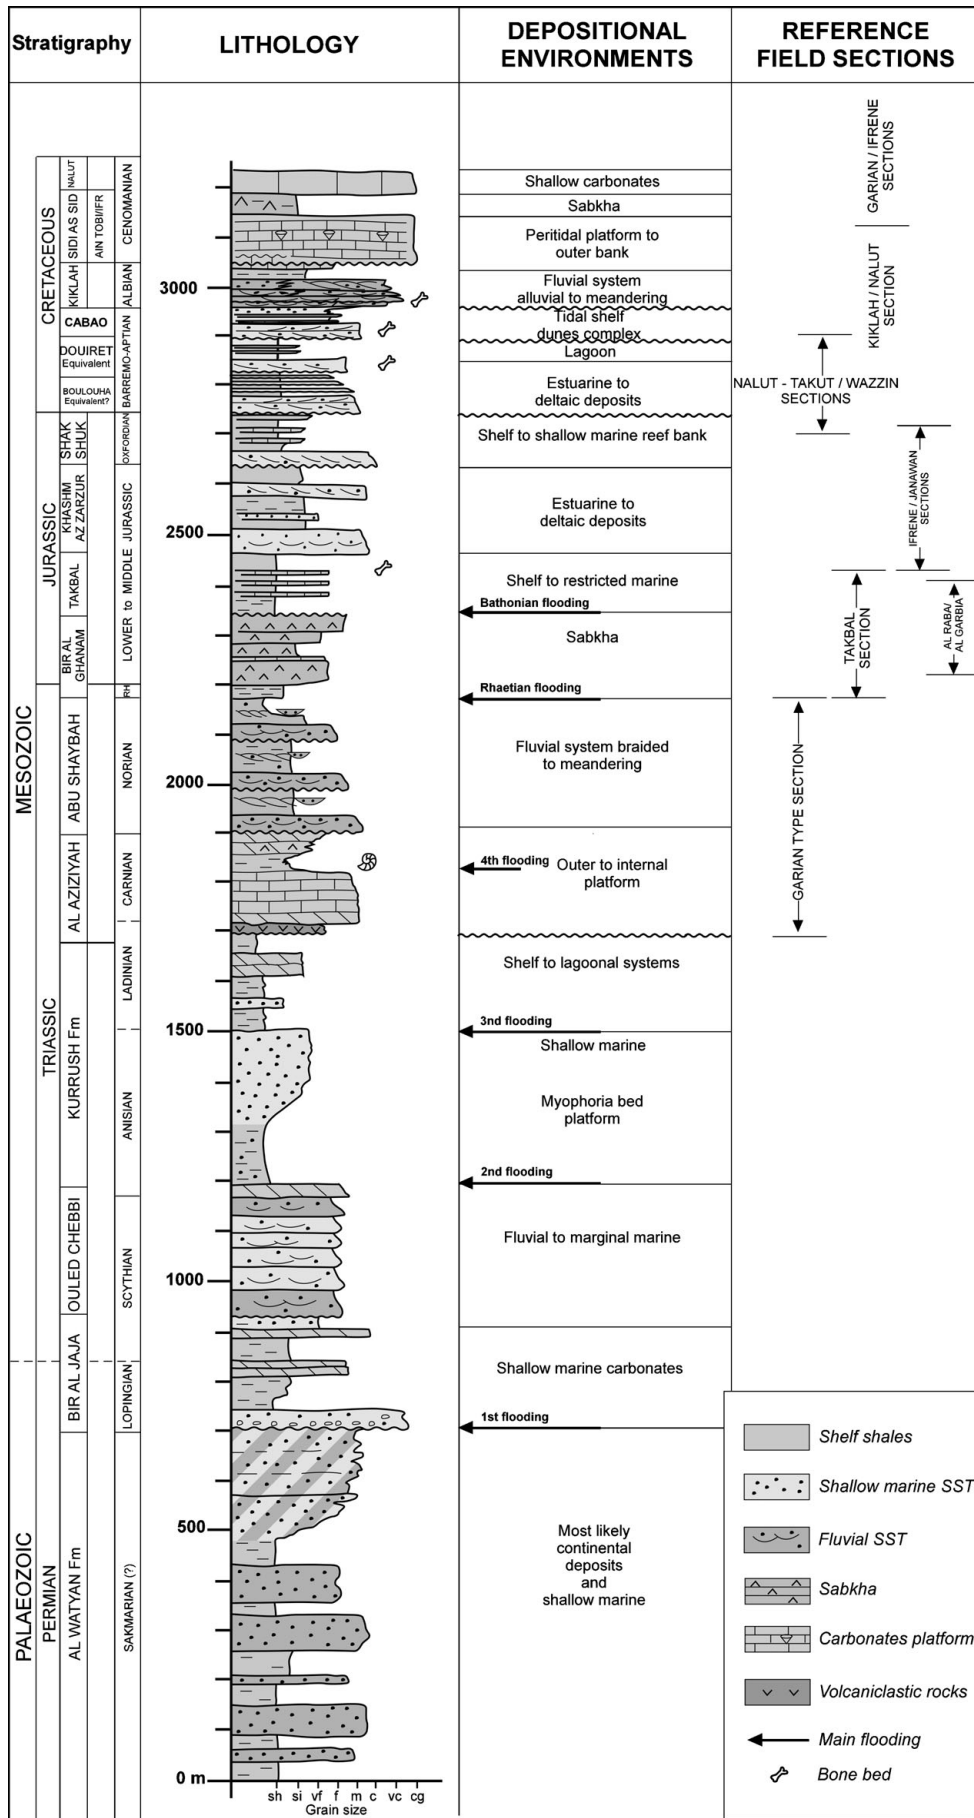 Stratigraphy
LITHOLOGY
DEPOSITIONAL
ENVIRONMENTS
REFERENCE
FIELD SECTIONS
PALAEOZOIC
MESOZOIC
PERMIAN
TRIASSIC
JURASSIC
CRETACEOUS
NALUT
SIDI AS SID
AIN TOBI/IFR
CENOMANIAN
KIKLAH
ALBIAN
CABAO
DOUIRET
Equivalent
BOULOUHA
Equivalent?
BARREMO-APTIAN
SHAK
SHUK
OXFORDIAN
KHASHM
AZ ZARZUR
TAKBAL
BIR AL
GHANAM
LOWER to MIDDLE JURASSIC
RH
ABU SHAYBAH
NORIAN
AL AZIZIYAH
CARNIAN
KURRUSH Fm
LADINIAN
ANISIAN
OULED CHEBBI
SCYTHIAN
BIR AL JAJA
LOPINGIAN
AL WATYAN Fm
SAKMARIAN (?)
3000
2500
2000
1500
1000
500
0 m
sh si vf f m c vc cg
Grain size
Shallow carbonates
Sabkha
Peritidal platform to
outer bank
Fluvial system
alluvial to meandering
Tidal shelf
dunes complex
Lagoon
Estuarine to
deltaic deposits
Shelf to shallow marine reef bank
Estuarine to
deltaic deposits
Shelf to restricted marine
Bathonian flooding
Sabkha
Rhaetian flooding
Fluvial system braided
to meandering
4th flooding
Outer to internal
platform
Shelf to lagoonal systems
3nd flooding
Shallow marine
Myophoria bed
platform
2nd flooding
Fluvial to marginal marine
Shallow marine carbonates
1st flooding
Most likely
continental
deposits
and
shallow marine
GARIAN / IFRENE
SECTIONS
KIKLAH / NALUT
SECTION
NALUT - TAKUT / WAZZIN
SECTIONS
IFRENE / JANAWAN
SECTIONS
TAKBAL
SECTION
AL RABA/
AL GARBIA
GARIAN TYPE SECTION
Shelf shales
Shallow marine SST
Fluvial SST
Sabkha
Carbonates platform
Volcaniclastic rocks
Main flooding
Bone bed